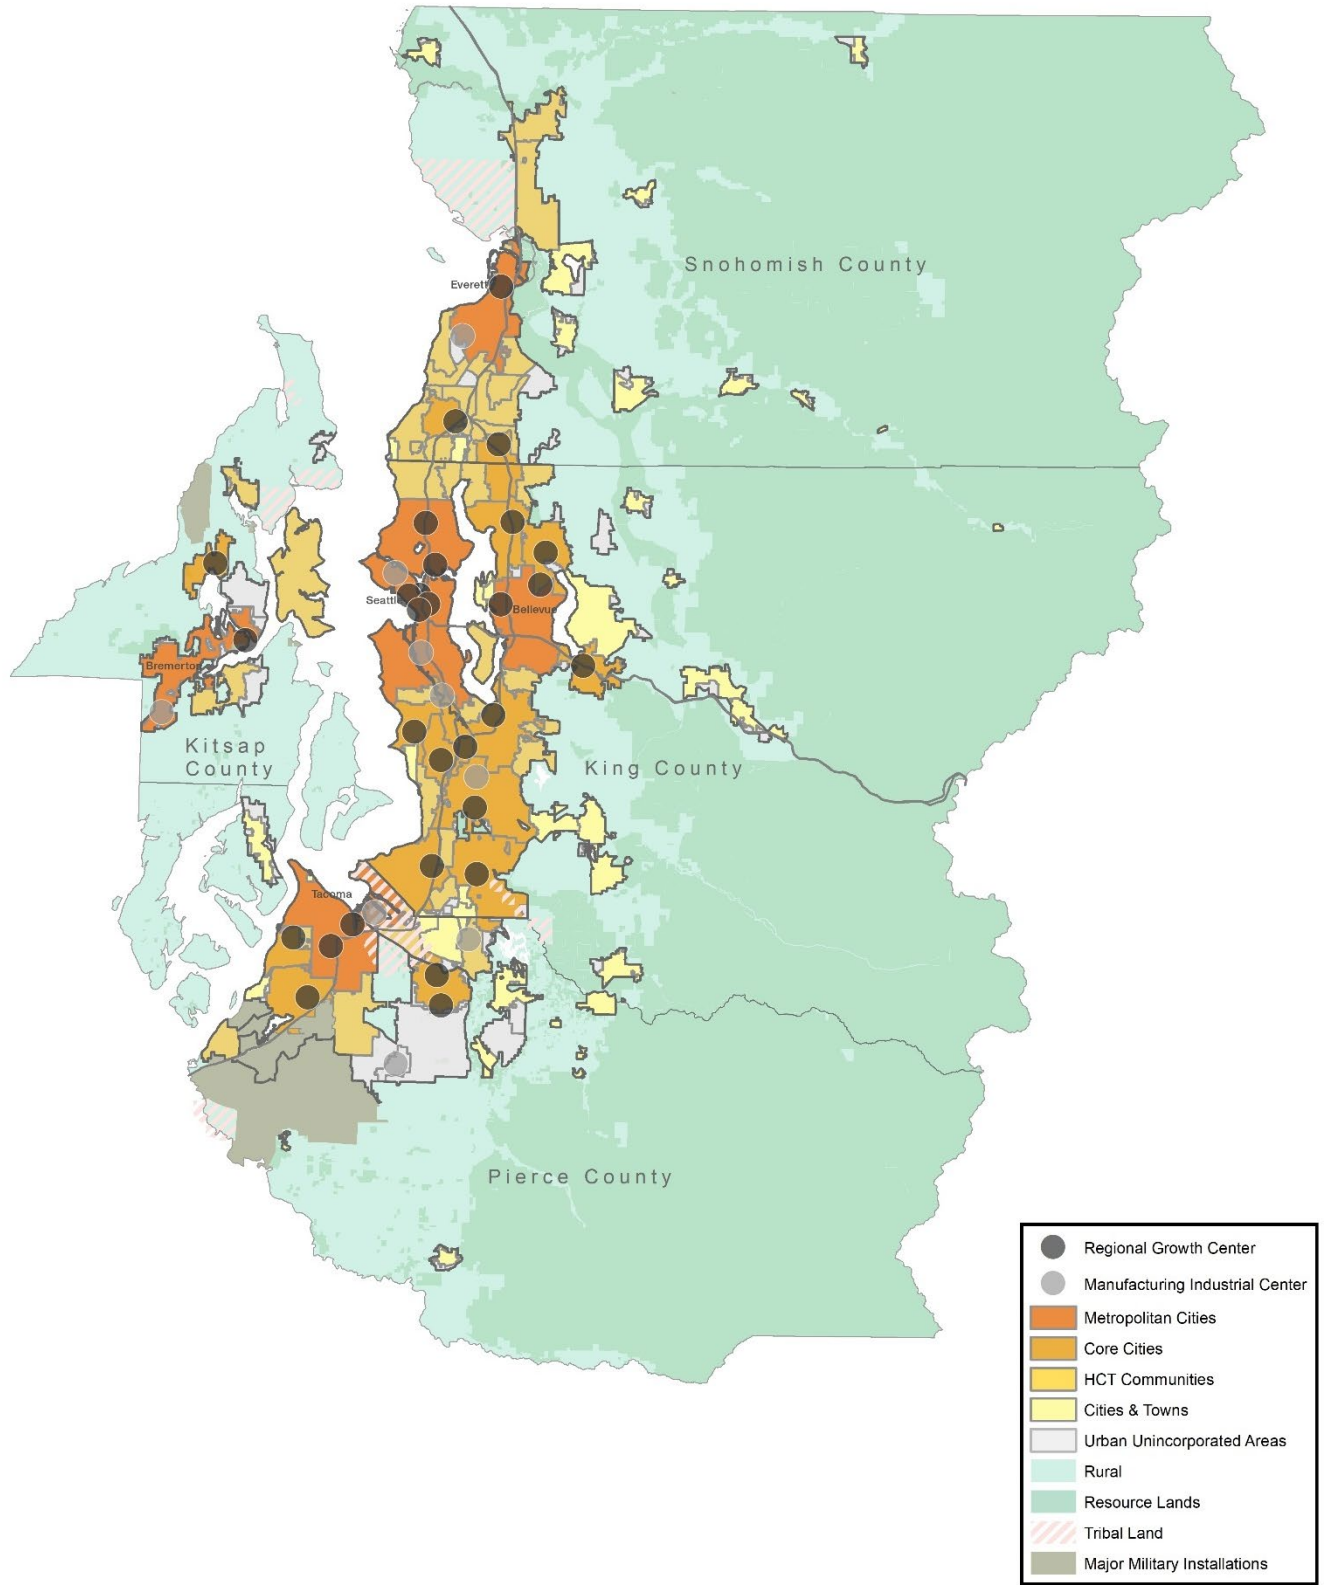 Snohomish County
Everett
Seattle
Bellevue
Bremerton
Kitsap
County
King County
Tacoma
Pierce County
Regional Growth Center
Manufacturing Industrial Center
Metropolitan Cities
Core Cities
HCT Communities
Cities & Towns
Urban Unincorporated Areas
Rural
Resource Lands
Tribal Land
Major Military Installations